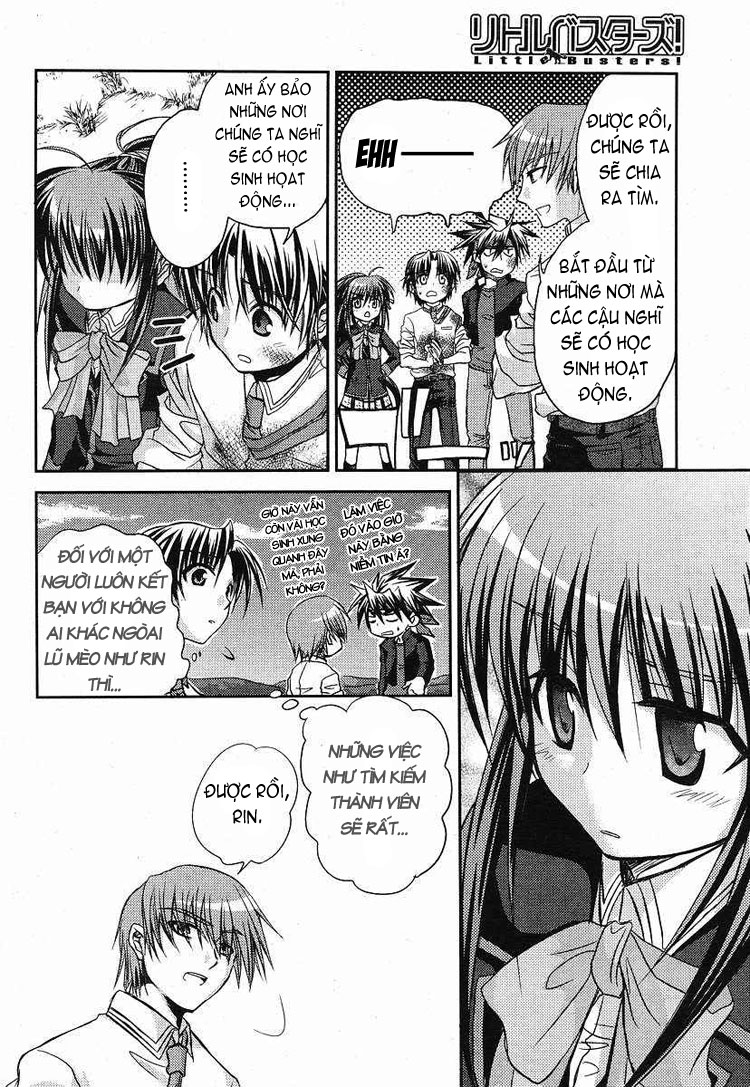 リトルバスターズ!
Little Busters!
ĐƯỢC RỒI,
CHÚNG TA
SẼ CHIA
RA TÌM.
BẮT ĐẦU TỪ
NHỮNG NƠI MÀ
CÁC CẬU NGHĨ
SẼ CÓ HỌC
SINH HOẠT
ĐỘNG.
EHH
ANH ẤY BẢO
NHỮNG NƠI
CHÚNG TA NGHĨ
SẼ CÓ HỌC
SINH HOẠT
ĐỘNG...
.........
LÀM VIỆC
ĐÓ VÀO GIỜ
NÀY BẰNG
NIỀM TIN À?
GIỜ NÀY VẪN
CÒN VÀI HỌC
SINH XUNG
QUANH ĐÂY
MÀ, PHẢI
KHÔNG?
ĐỐI VỚI MỘT
NGƯỜI LUÔN KẾT
BẠN VỚI KHÔNG
AI KHÁC NGOÀI
LŨ MÈO NHƯ RIN
THÌ...
NHỮNG VIỆC
NHƯ TÌM KIẾM
THÀNH VIÊN
SẼ RẤT...
ĐƯỢC RỒI,
RIN.